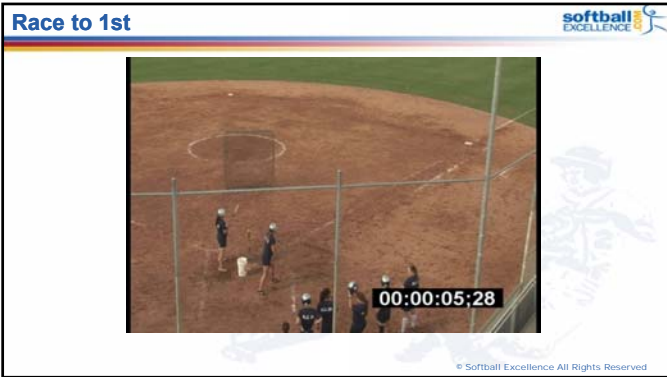 Race to 1st
softball
EXCELLENCE
.COM
00:00:05;28
© Softball Excellence All Rights Reserved